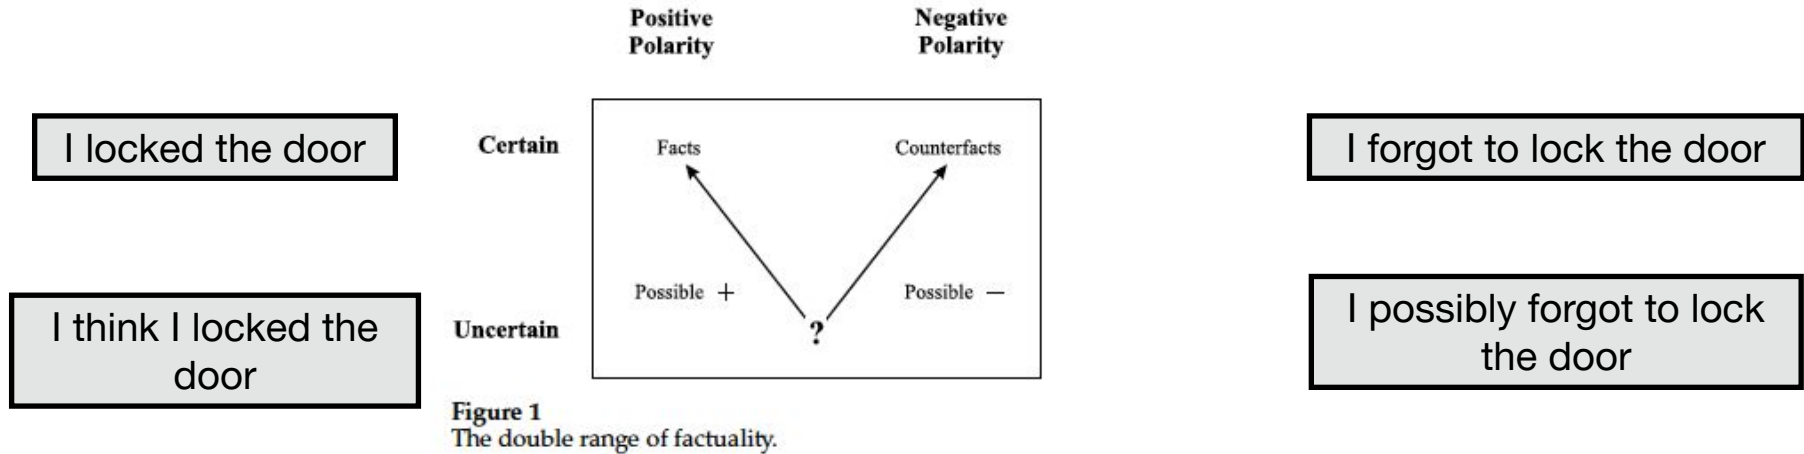 Positive
Polarity
Negative
Polarity
I locked the door
Certain
Facts
Counterfacts
I forgot to lock the door
Possible +
Possible −
I think I locked the
door
Uncertain
?
I possibly forgot to lock
the door
Figure 1
The double range of factuality.